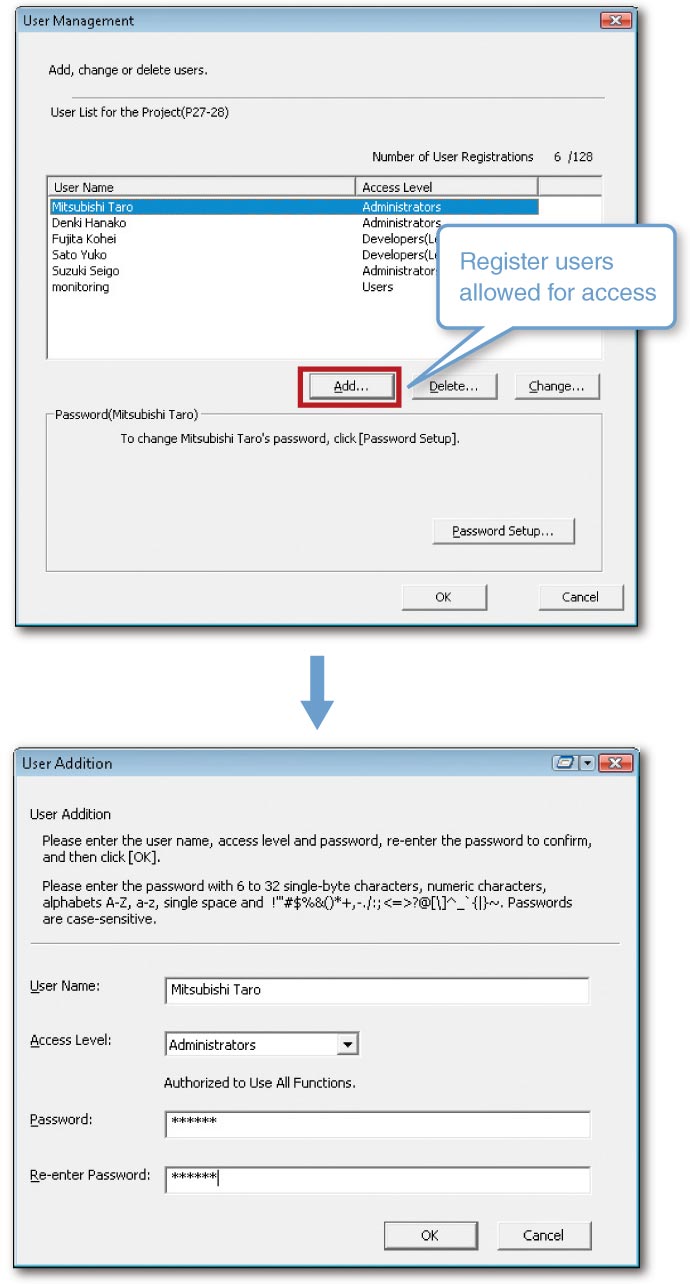 User Management
Add, change or delete users.
User List for the Project(P27-28)
Number of User Registrations 6 /128
User Name Access Level
Mitsubishi Taro Administrators
Denki Hanako Administrators
Fujita Kohei Developers(L
Sato Yuko Developers(L
Suzuki Seigo Administrator
monitoring Users
Register users
allowed for access
Add... Delete... Change...
Password(Mitsubishi Taro)
To change Mitsubishi Taro's password, click [Password Setup].
Password Setup...
OK Cancel
User Addition
User Addition
Please enter the user name, access level and password, re-enter the password to confirm,
and then click [OK].
Please enter the password with 6 to 32 single-byte characters, numeric characters,
alphabets A-Z, a-z, single space and !"'#$%&()*+,-./:;<=>?@[\]^_`{|}~. Passwords
are case-sensitive.
User Name: Mitsubishi Taro
Access Level: Administrators
Authorized to Use All Functions.
Password: ******
Re-enter Password: ******
OK Cancel